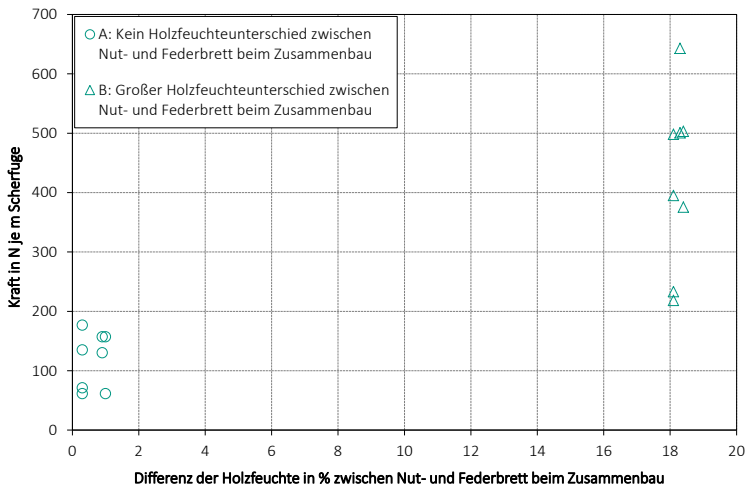 700
600
500
400
300
200
100
0
Kraft in N je m Scherfuge
A: Kein Holzfeuchteunterschied zwischen
Nut- und Federbrett beim Zusammenbau
B: Großer Holzfeuchteunterschied zwischen
Nut- und Federbrett beim Zusammenbau
0 2 4 6 8 10 12 14 16 18 20
Differenz der Holzfeuchte in % zwischen Nut- und Federbrett beim Zusammenbau